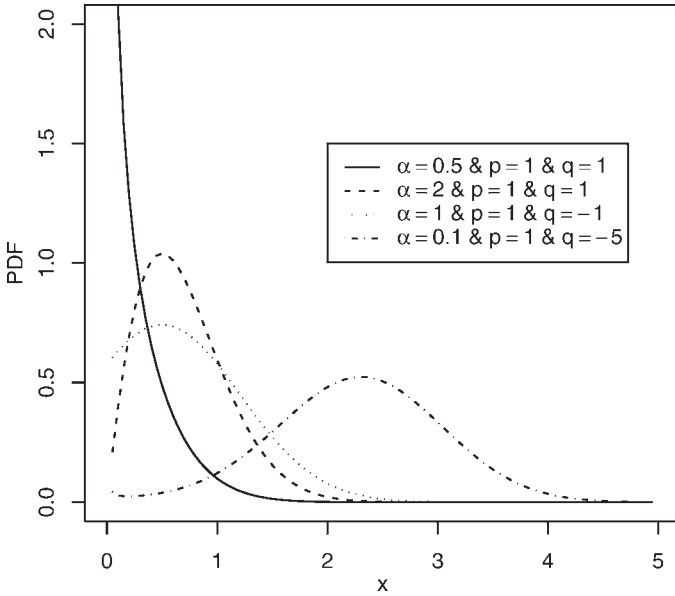 2.0
1.5
1.0
0.5
0.0
PDF
α = 0.5 & p = 1 & q = 1
α = 2 & p = 1 & q = 1
α = 1 & p = 1 & q = −1
α = 0.1 & p = 1 & q = −5
0 1 2 3 4 5
x